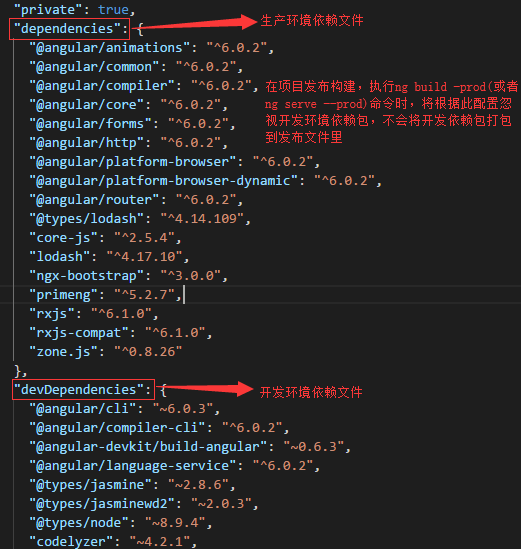 "private": true,
"dependencies": { 生产环境依赖文件
"@angular/animations": "^6.0.2",
"@angular/common": "^6.0.2",
"@angular/compiler": "^6.0.2", 在项目发布构建，执行ng build -prod(或者
"@angular/core": "^6.0.2", ng serve --prod)命令时，将根据此配置忽
"@angular/forms": "^6.0.2", 视开发环境依赖包，不会将开发依赖包打包
"@angular/http": "^6.0.2", 到发布文件里
"@angular/platform-browser": "^6.0.2",
"@angular/platform-browser-dynamic": "^6.0.2",
"@angular/router": "^6.0.2",
"@types/lodash": "^4.14.109",
"core-js": "^2.5.4",
"lodash": "^4.17.10",
"ngx-bootstrap": "^3.0.0",
"primeng": "^5.2.7",
"rxjs": "^6.1.0",
"rxjs-compat": "^6.1.0",
"zone.js": "^0.8.26"
},
"devDependencies": { 开发环境依赖文件
"@angular/cli": "~6.0.3",
"@angular/compiler-cli": "^6.0.2",
"@angular-devkit/build-angular": "~0.6.3",
"@angular/language-service": "^6.0.2",
"@types/jasmine": "~2.8.6",
"@types/jasminewd2": "~2.0.3",
"@types/node": "~8.9.4",
"codelyzer": "~4.2.1",